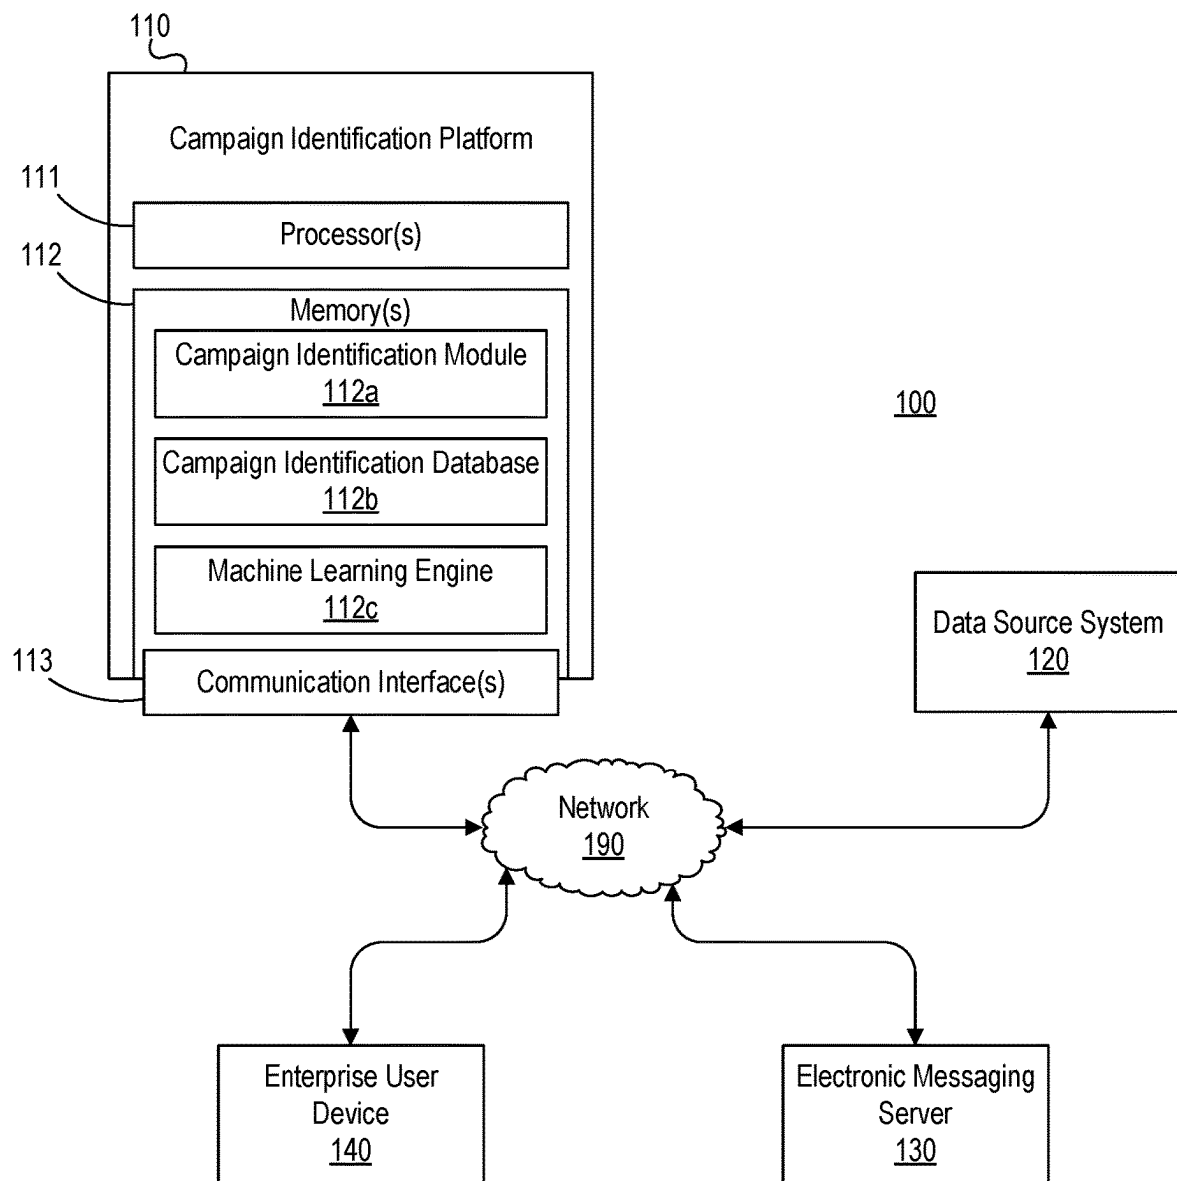 110
Campaign Identification Platform
111
Processor(s)
112
Memory(s)
Campaign Identification Module
112a
100
Campaign Identification Database
112b
Machine Learning Engine
112c
Data Source System
120
113
Communication Interface(s)
Network
190
Enterprise User
Device
140
Electronic Messaging
Server
130